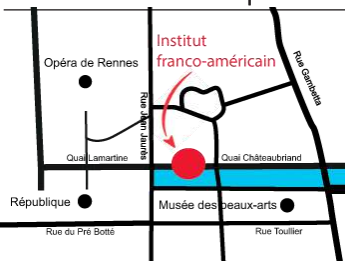 Institut
franco-américain
Opéra de Rennes
Rue Gambetta
Rue Jean Jaurès
Quai Lamartine
Quai Châteaubriand
République
Musée des beaux-arts
Rue du Pré Botté
Rue Toullier